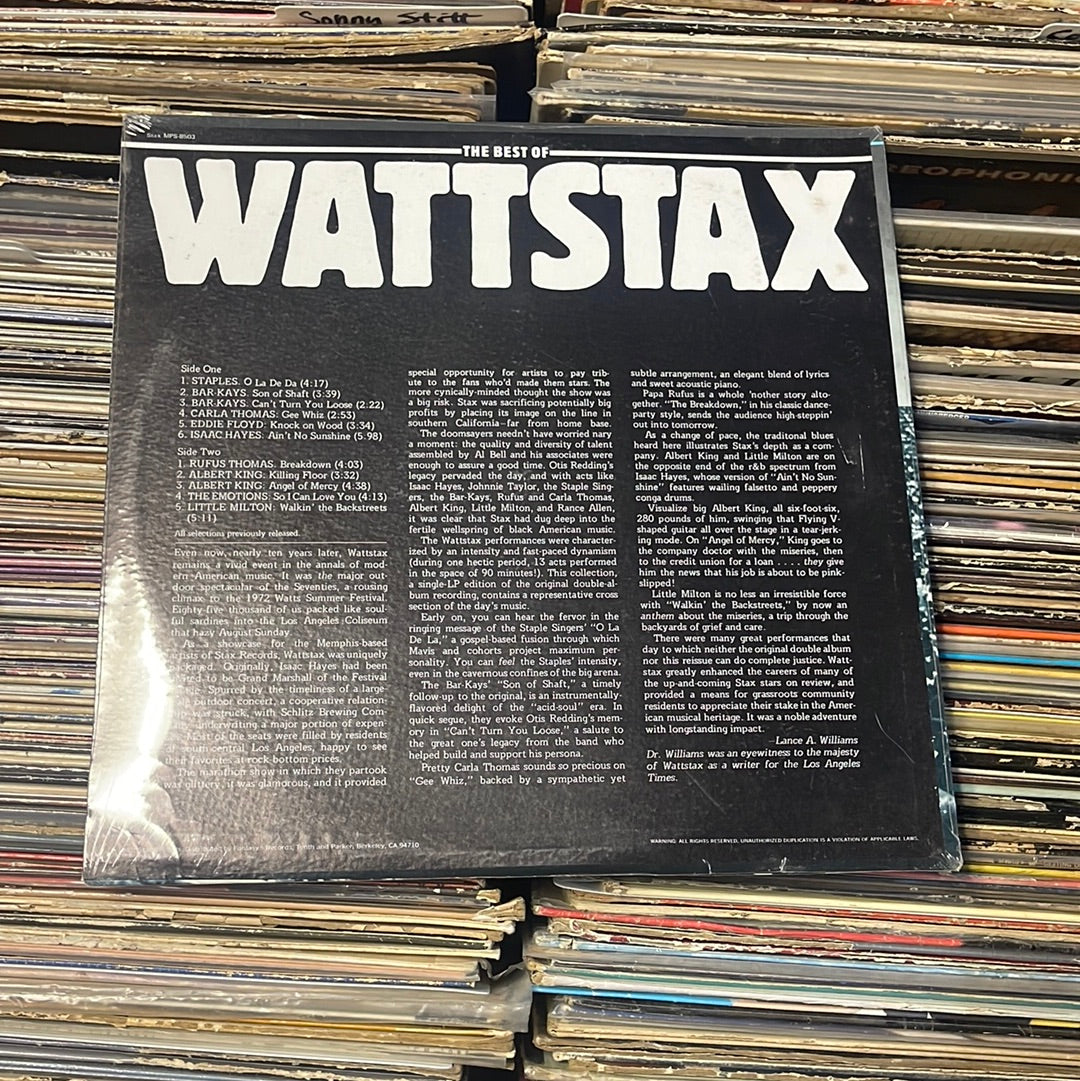 Sonny Stitt
Stax MPS-8503
THE BEST OF
WATTSTAX
OPHONIC
Side One
1. STAPLES. O La De Da (4:17)
2. BAR-KAYS. Son of Shaft (3:39)
3. BAR-KAYS. Can't Turn You Loose (2:22)
4. CARLA THOMAS: Gee Whiz (2:53)
5. EDDIE FLOYD: Knock on Wood (3:34)
6. ISAAC HAYES: Ain't No Sunshine (5:98)
Side Two
1. RUFUS THOMAS. Breakdown (4:03)
2. ALBERT KING: Killing Floor (3:32)
3. ALBERT KING: Angel of Mercy (4:38)
4. THE EMOTIONS: So I Can Love You (4:13)
5. LITTLE MILTON: Walkin' the Backstreets
(5:11)
All selections previously released.
Even now, nearly ten years later, Wattstax
remains a vivid event in the annals of mod-
ern American music. It was the major out-
door spectacular of the Seventies, a rousing
climax to the 1972 Watts Summer Festival.
Eighty-five thousand of us packed like soul-
ful sardines into the Los Angeles Coliseum
that hazy August Sunday.
As a showcase for the Memphis-based
artists of Stax Records, Wattstax was uniquely
packaged. Originally, Isaac Hayes had been
to be Grand Marshall of the Festival
Spurred by the timeliness of a large-
outdoor concert, a cooperative relation-
was struck, with Schlitz Brewing Com-
underwriting a major portion of expen-
Most of the seats were filled by residents
of south central Los Angeles, happy to see
their favorites at rock bottom prices.
The marathon show in which they partook
was glittery, it was glamorous, and it provided
special opportunity for artists to pay trib-
ute to the fans who'd made them stars. The
more cynically-minded thought the show was
a big risk. Stax was sacrificing potentially big
profits by placing its image on the line in
southern California—far from home base.
The doomsayers needn't have worried nary
a moment: the quality and diversity of talent
assembled by Al Bell and his associates were
enough to assure a good time. Otis Redding's
legacy pervaded the day, and with acts like
Isaac Hayes, Johnnie Taylor, the Staple Sing-
ers, the Bar-Kays, Rufus and Carla Thomas,
Albert King, Little Milton, and Rance Allen,
it was clear that Stax had dug deep into the
fertile wellspring of black American music.
The Wattstax performances were character-
ized by an intensity and fast-paced dynamism
(during one hectic period, 13 acts performed
in the space of 90 minutes!). This collection,
a single-LP edition of the original double-al-
bum recording, contains a representative cross
section of the day's music.
Early on, you can hear the fervor in the
ringing message of the Staple Singers' "O La
De La," a gospel-based fusion through which
Mavis and cohorts project maximum per-
sonality. You can feel the Staples' intensity,
even in the cavernous confines of the big arena.
The Bar-Kays' "Son of Shaft," a timely
follow-up to the original, is an instrumentally-
flavored delight of the "acid-soul" era. In
quick segue, they evoke Otis Redding's mem-
ory in "Can't Turn You Loose," a salute to
the great one's legacy from the band who
helped build and support his persona.
Pretty Carla Thomas sounds so precious on
"Gee Whiz," backed by a sympathetic yet
subtle arrangement, an elegant blend of lyrics
and sweet acoustic piano.
Papa Rufus is a whole 'nother story alto-
gether. "The Breakdown," in his classic dance-
party style, sends the audience high-steppin'
out into tomorrow.
As a change of pace, the traditonal blues
heard here illustrates Stax's depth as a com-
pany. Albert King and Little Milton are on
the opposite end of the r&b spectrum from
Isaac Hayes, whose version of "Ain't No Sun-
shine" features wailing falsetto and peppery
conga drums.
Visualize big Albert King, all six-foot-six,
280 pounds of him, swinging that Flying V-
shaped guitar all over the stage in a tear-jerk-
ing mode. On "Angel of Mercy," King goes to
the company doctor with the miseries, then
to the credit union for a loan . . . . they give
him the news that his job is about to be pink-
slipped!
Little Milton is no less an irresistible force
with "Walkin' the Backstreets," by now an
anthem about the miseries, a trip through the
backyards of grief and care.
There were many great performances that
day to which neither the original double album
nor this reissue can do complete justice. Watt-
stax greatly enhanced the careers of many of
the up-and-coming Stax stars on review, and
provided a means for grassroots community
residents to appreciate their stake in the Amer-
ican musical heritage. It was a noble adventure
with longstanding impact.
—Lance A. Williams
Dr. Williams was an eyewitness to the majesty
of Wattstax as a writer for the Los Angeles
Times.
Distributed by Fantasy Records, Tenth and Parker, Berkeley, CA 94710
WARNING: ALL RIGHTS RESERVED, UNAUTHORIZED DUPLICATION IS A VIOLATION OF APPLICABLE LAWS.